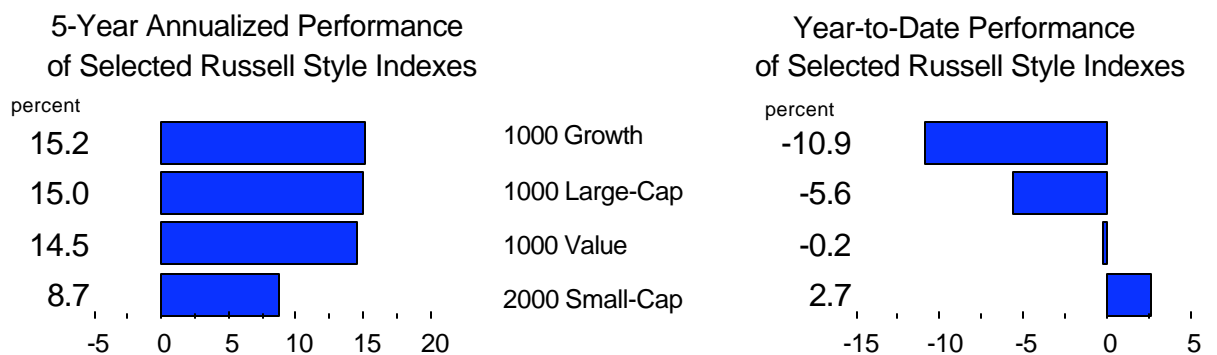 5-Year Annualized Performance
of Selected Russell Style Indexes
percent
15.2
15.0
14.5
8.7
-5 0 5 10 15 20
1000 Growth
1000 Large-Cap
1000 Value
2000 Small-Cap
Year-to-Date Performance
of Selected Russell Style Indexes
percent
-10.9
-5.6
-0.2
2.7
-15 -10 -5 0 5